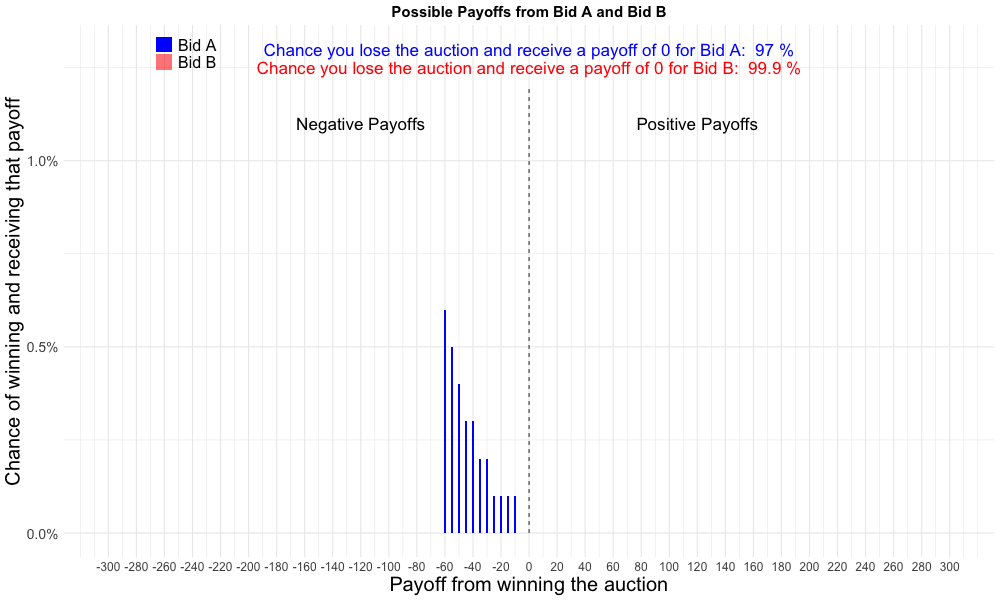 Possible Payoffs from Bid A and Bid B
Bid A
Bid B
Chance you lose the auction and receive a payoff of 0 for Bid A:  97 %
Chance you lose the auction and receive a payoff of 0 for Bid B:  99.9 %
Negative Payoffs
Positive Payoffs
Chance of winning and receiving that payoff
1.0%
0.5%
0.0%
-300 -280 -260 -240 -220 -200 -180 -160 -140 -120 -100 -80 -60 -40 -20 0 20 40 60 80 100 120 140 160 180 200 220 240 260 280 300
Payoff from winning the auction